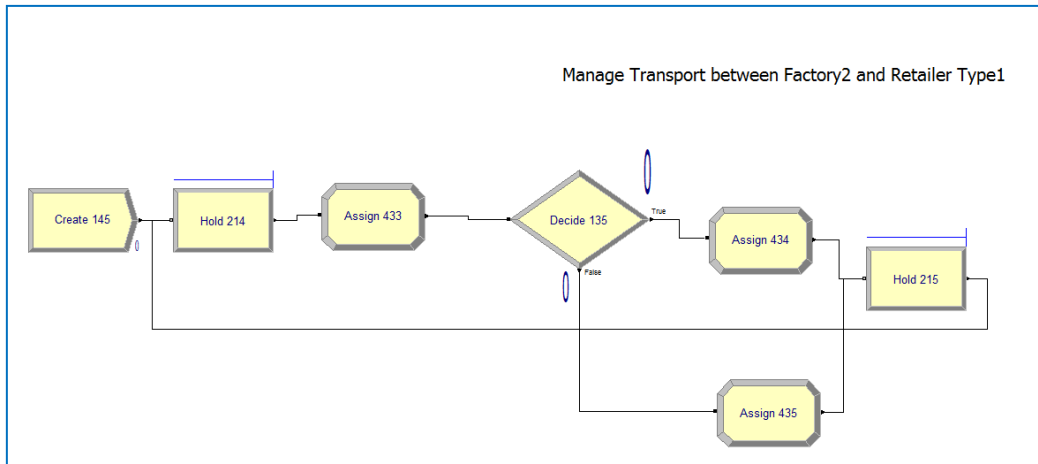 Manage Transport between Factory2 and Retailer Type1
Create 145
0
Hold 214
Assign 433
Decide 135
0
True
0
False
Assign 434
Hold 215
Assign 435